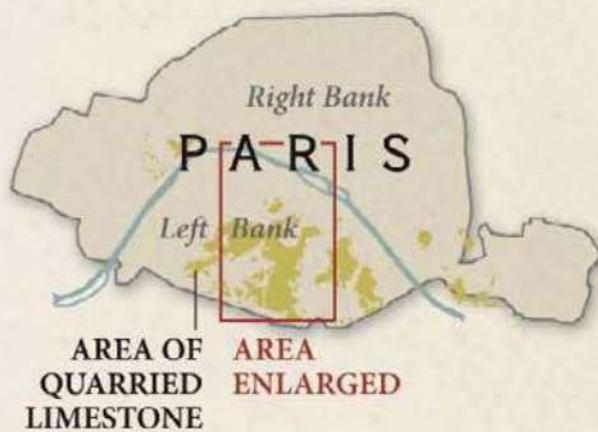 Right Bank
PARIS
Left Bank
AREA OF
QUARRIED
LIMESTONE
AREA
ENLARGED